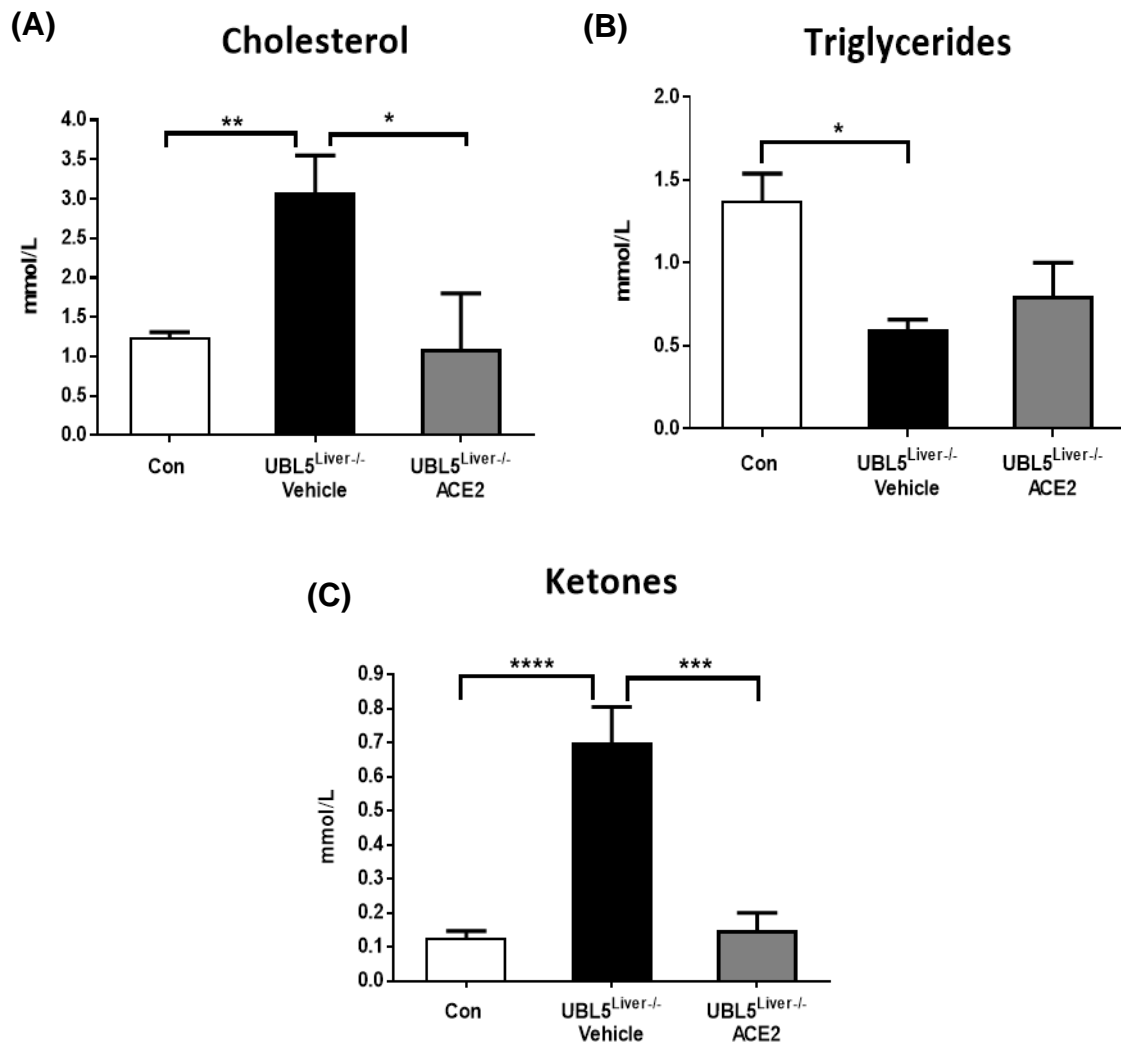 (A)
Cholesterol
mmol/L
4.0
3.5
3.0
2.5
2.0
1.5
1.0
0.5
0.0
**
*
Con
UBL5Liver-/-
Vehicle
UBL5Liver-/-
ACE2
(B)
Triglycerides
mmol/L
2.0
1.5
1.0
0.5
0.0
*
Con
UBL5Liver-/-
Vehicle
UBL5Liver-/-
ACE2
(C)
Ketones
mmol/L
0.9
0.8
0.7
0.6
0.5
0.4
0.3
0.2
0.1
0.0
****
***
Con
UBL5Liver-/-
Vehicle
UBL5Liver-/-
ACE2